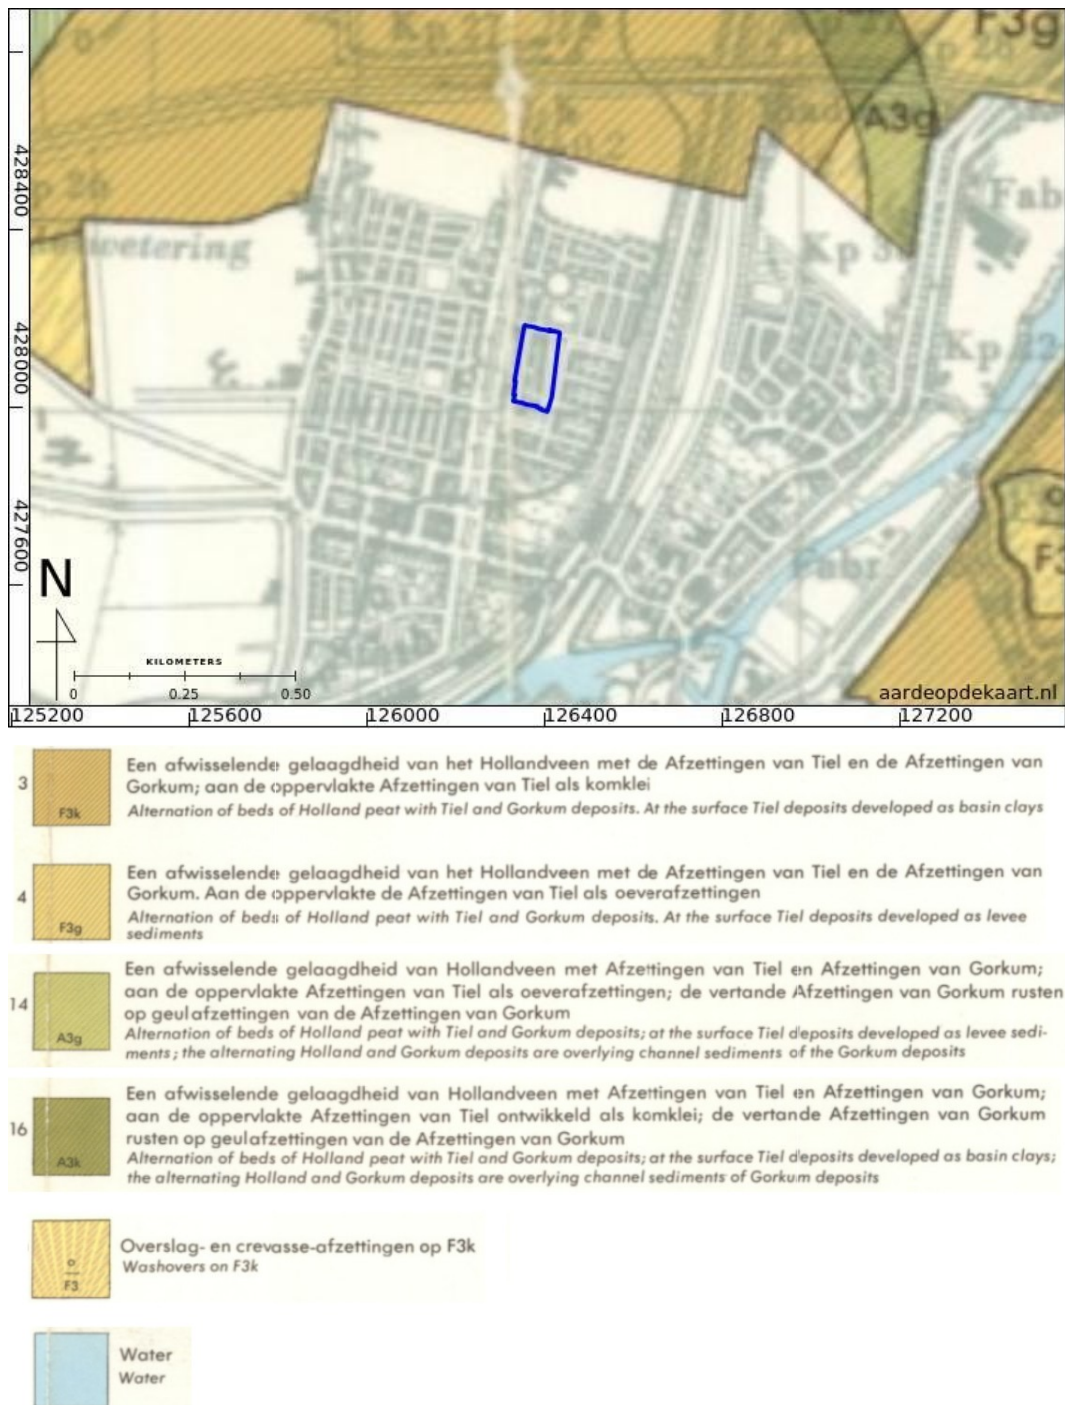 F3g
Kp 26
A3g
Fab
wetering
Kp 3
Kp 12
428400
428000
427600
Fabr
F3
N
KILOMETERS
0 0.25 0.50
aardeopdekaart.nl
125200 125600 126000 126400 126800 127200
3 Een afwisselende gelaagdheid van het Hollandveen met de Afzettingen van Tiel en de Afzettingen van
F3k Gorkum; aan de oppervlakte Afzettingen van Tiel als komklei
Alternation of beds of Holland peat with Tiel and Gorkum deposits. At the surface Tiel deposits developed as basin clays
4 Een afwisselende gelaagdheid van het Hollandveen met de Afzettingen van Tiel en de Afzettingen van
Gorkum. Aan de oppervlakte de Afzettingen van Tiel als oeverafzettingen
F3g Alternation of beds of Holland peat with Tiel and Gorkum deposits. At the surface Tiel deposits developed as levee
sediments
Een afwisselende gelaagdheid van Hollandveen met Afzettingen van Tiel en Afzettingen van Gorkum;
14 aan de oppervlakte Afzettingen van Tiel als oeverafzettingen; de vertande Afzettingen van Gorkum rusten
op geulafzettingen van de Afzettingen van Gorkum
A3g Alternation of beds of Holland peat with Tiel and Gorkum deposits; at the surface Tiel deposits developed as levee sedi-
ments; the alternating Holland and Gorkum deposits are overlying channel sediments of the Gorkum deposits
Een afwisselende gelaagdheid van Hollandveen met Afzettingen van Tiel en Afzettingen van Gorkum;
16 aan de oppervlakte Afzettingen van Tiel ontwikkeld als komklei; de vertande Afzettingen van Gorkum
rusten op geulafzettingen van de Afzettingen van Gorkum
A3k Alternation of beds of Holland peat with Tiel and Gorkum deposits; at the surface Tiel deposits developed as basin clays;
the alternating Holland and Gorkum deposits are overlying channel sediments of Gorkum deposits
Overslag- en crevasse-afzettingen op F3k
o Washovers on F3k
F3
Water
Water